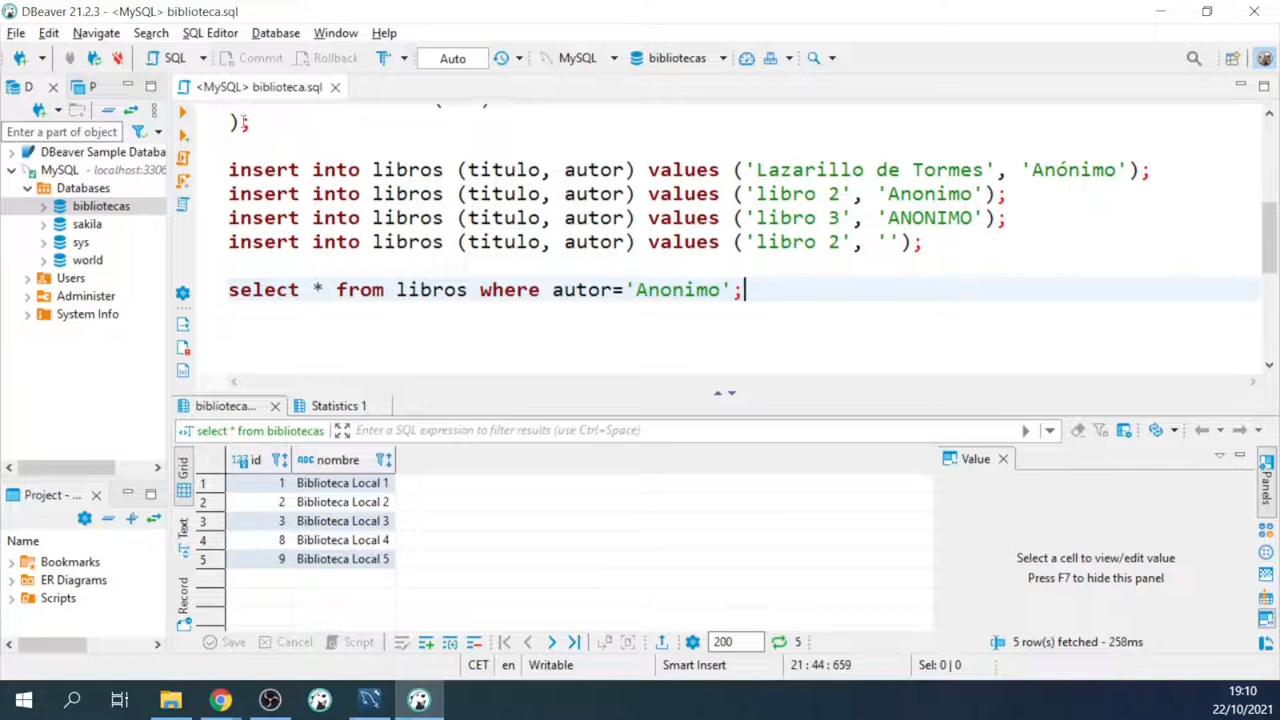 DBeaver 21.2.3 - <MySQL> biblioteca.sql
File Edit Navigate Search SQL Editor Database Window Help
SQL Commit Rollback Auto MySQL bibliotecas
D P <MySQL> biblioteca.sql
Enter a part of object
DBeaver Sample Databa
MySQL - localhost:3306
Databases
bibliotecas
sakila
sys
world
Users
Administer
System Info
);
insert into libros (titulo, autor) values ('Lazarillo de Tormes', 'Anónimo');
insert into libros (titulo, autor) values ('libro 2', 'Anonimo');
insert into libros (titulo, autor) values ('libro 3', 'ANONIMO');
insert into libros (titulo, autor) values ('libro 2', '');
select * from libros where autor='Anonimo';
biblioteca... Statistics 1
select * from bibliotecas Enter a SQL expression to filter results (use Ctrl+Space)
Project - ...
Name
Bookmarks
ER Diagrams
Scripts
Grid
Text
Record
123 id ABC nombre
1 1 Biblioteca Local 1
2 2 Biblioteca Local 2
3 3 Biblioteca Local 3
4 8 Biblioteca Local 4
5 9 Biblioteca Local 5
Value
Panels
Select a cell to view/edit value
Press F7 to hide this panel
Save Cancel Script 200 5 5 row(s) fetched - 258ms
CET en Writable Smart Insert 21 : 44 : 659 Sel: 0 | 0
19:10
22/10/2021